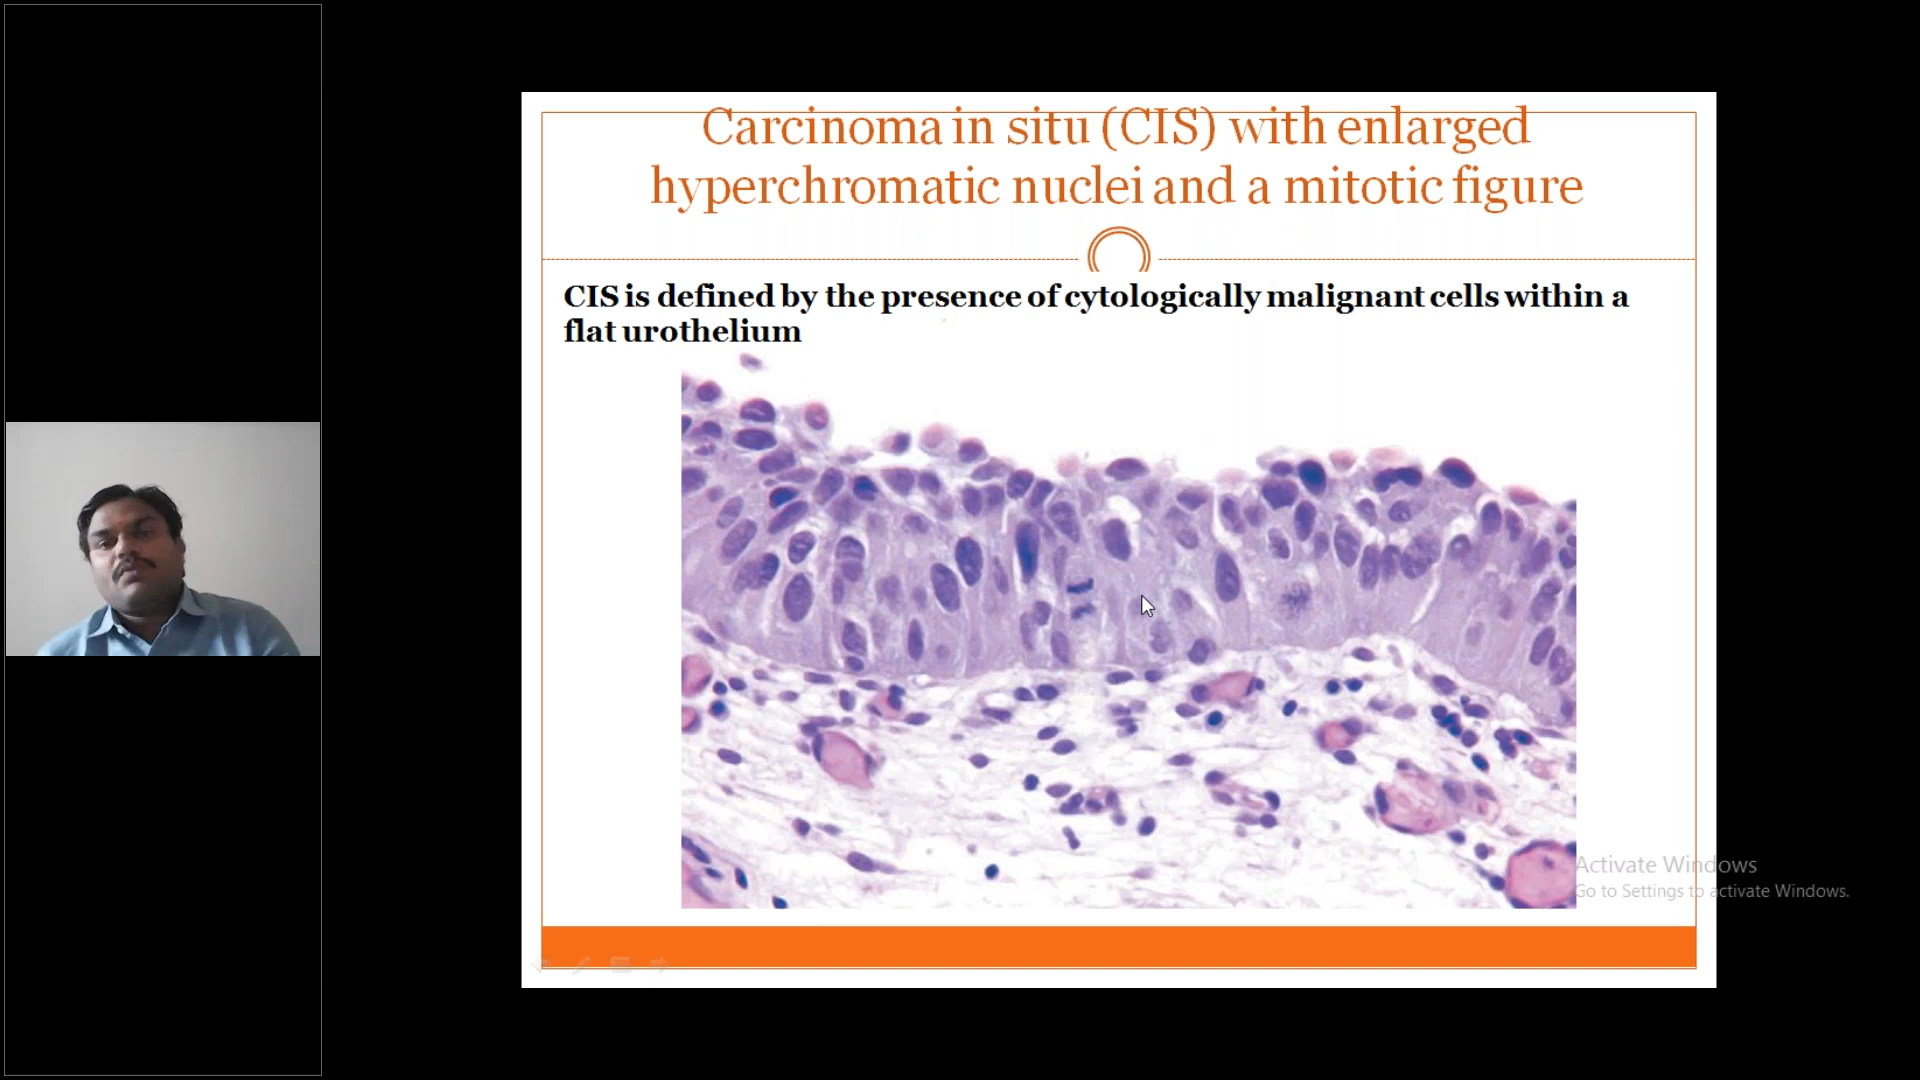 Carcinoma in situ (CIS) with enlarged
hyperchromatic nuclei and a mitotic figure
CIS is defined by the presence of cytologically malignant cells within a
flat urothelium
Activate Windows
Go to Settings to activate Windows.